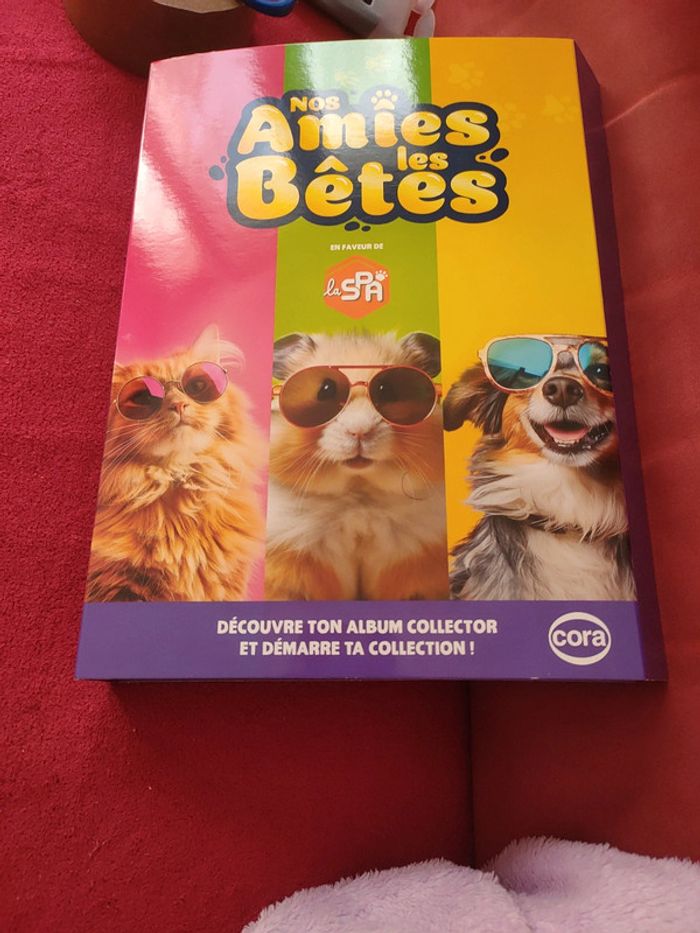 Nos
Amies
les
Bêtes
EN FAVEUR DE
la SPA
DÉCOUVRE TON ALBUM COLLECTOR
ET DÉMARRE TA COLLECTION !
cora